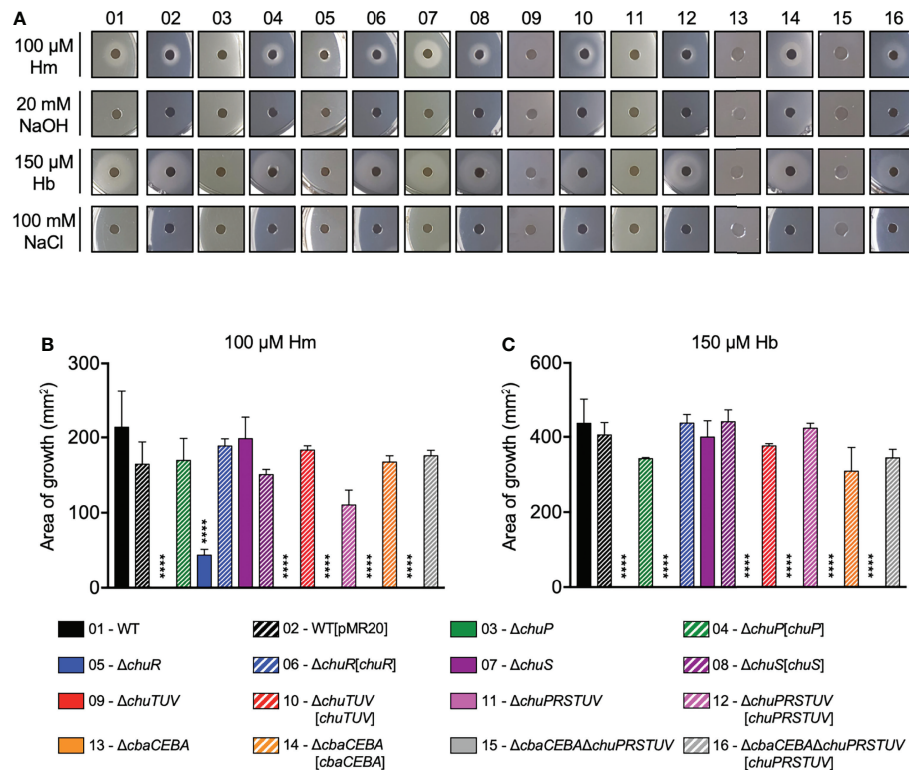 A
01 02 03 04 05 06 07 08 09 10 11 12 13 14 15 16
100 µM
Hm
20 mM
NaOH
150 µM
Hb
100 mM
NaCl
B
100 µM Hm
Area of growth (mm²)
300
200
100
0
**** **** **** **** **** ****
C
150 µM Hb
Area of growth (mm²)
600
400
200
0
**** **** **** **** **** ****
01 - WT
02 - WT[pMR20]
03 - ΔchuP
04 - ΔchuP[chuP]
05 - ΔchuR
06 - ΔchuR[chuR]
07 - ΔchuS
08 - ΔchuS[chuS]
09 - ΔchuTUV
10 - ΔchuTUV
[chuTUV]
11 - ΔchuPRSTUV
12 - ΔchuPRSTUV
[chuPRSTUV]
13 - ΔcbaCEBA
14 - ΔcbaCEBA
[cbaCEBA]
15 - ΔcbaCEBAΔchuPRSTUV
16 - ΔcbaCEBAΔchuPRSTUV
[chuPRSTUV]